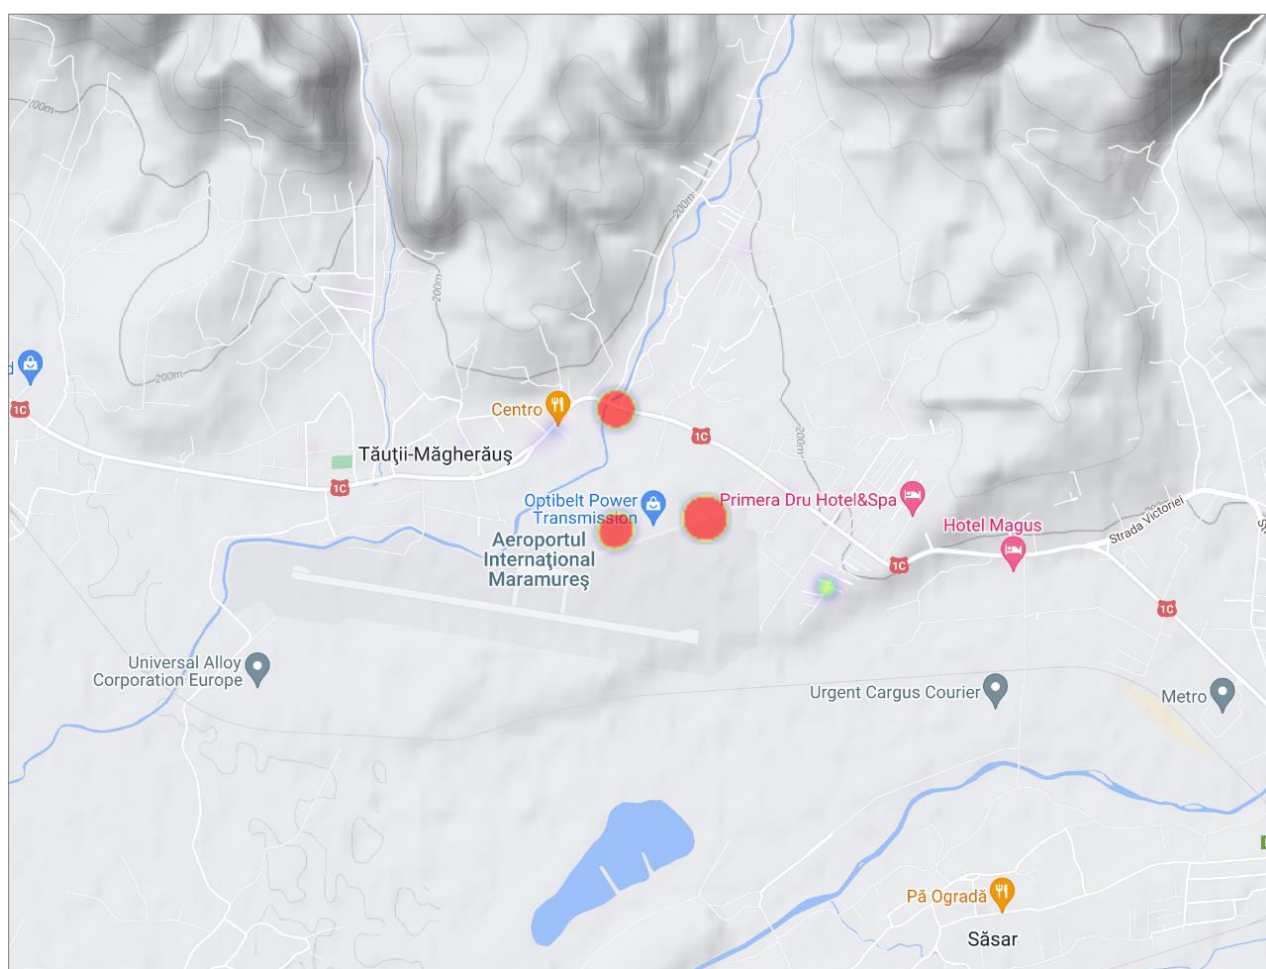 200m
200m
200m
200m
d
1C
Centro
1C
200m
Tăuţii-Măgherăuş
1C
Optibelt Power
Transmission
Primera Dru Hotel&Spa
Hotel Magus
Strada Victoriei
Aeroportul
Internaţional
Maramureş
1C
1C
Universal Alloy
Corporation Europe
Urgent Cargus Courier
Metro
Pă Ogradă
Săsar